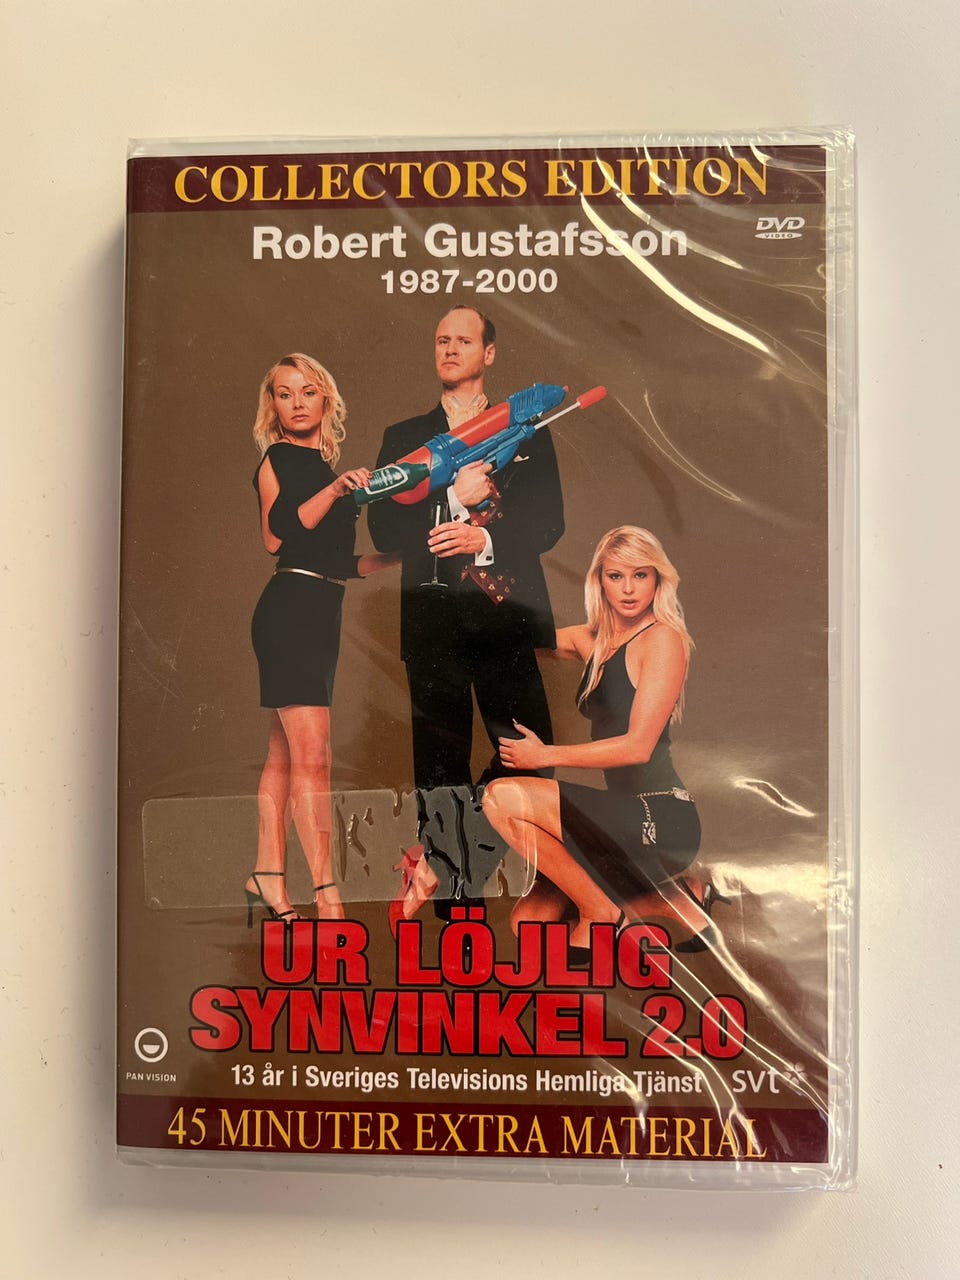 COLLECTORS EDITION
Robert Gustafsson
DVD
VIDEO
1987-2000
UR LÖJLIG
SYNVINKEL 2.0
PAN VISION
13 år i Sveriges Televisions Hemliga Tjänst
svt
45 MINUTER EXTRA MATERIAL